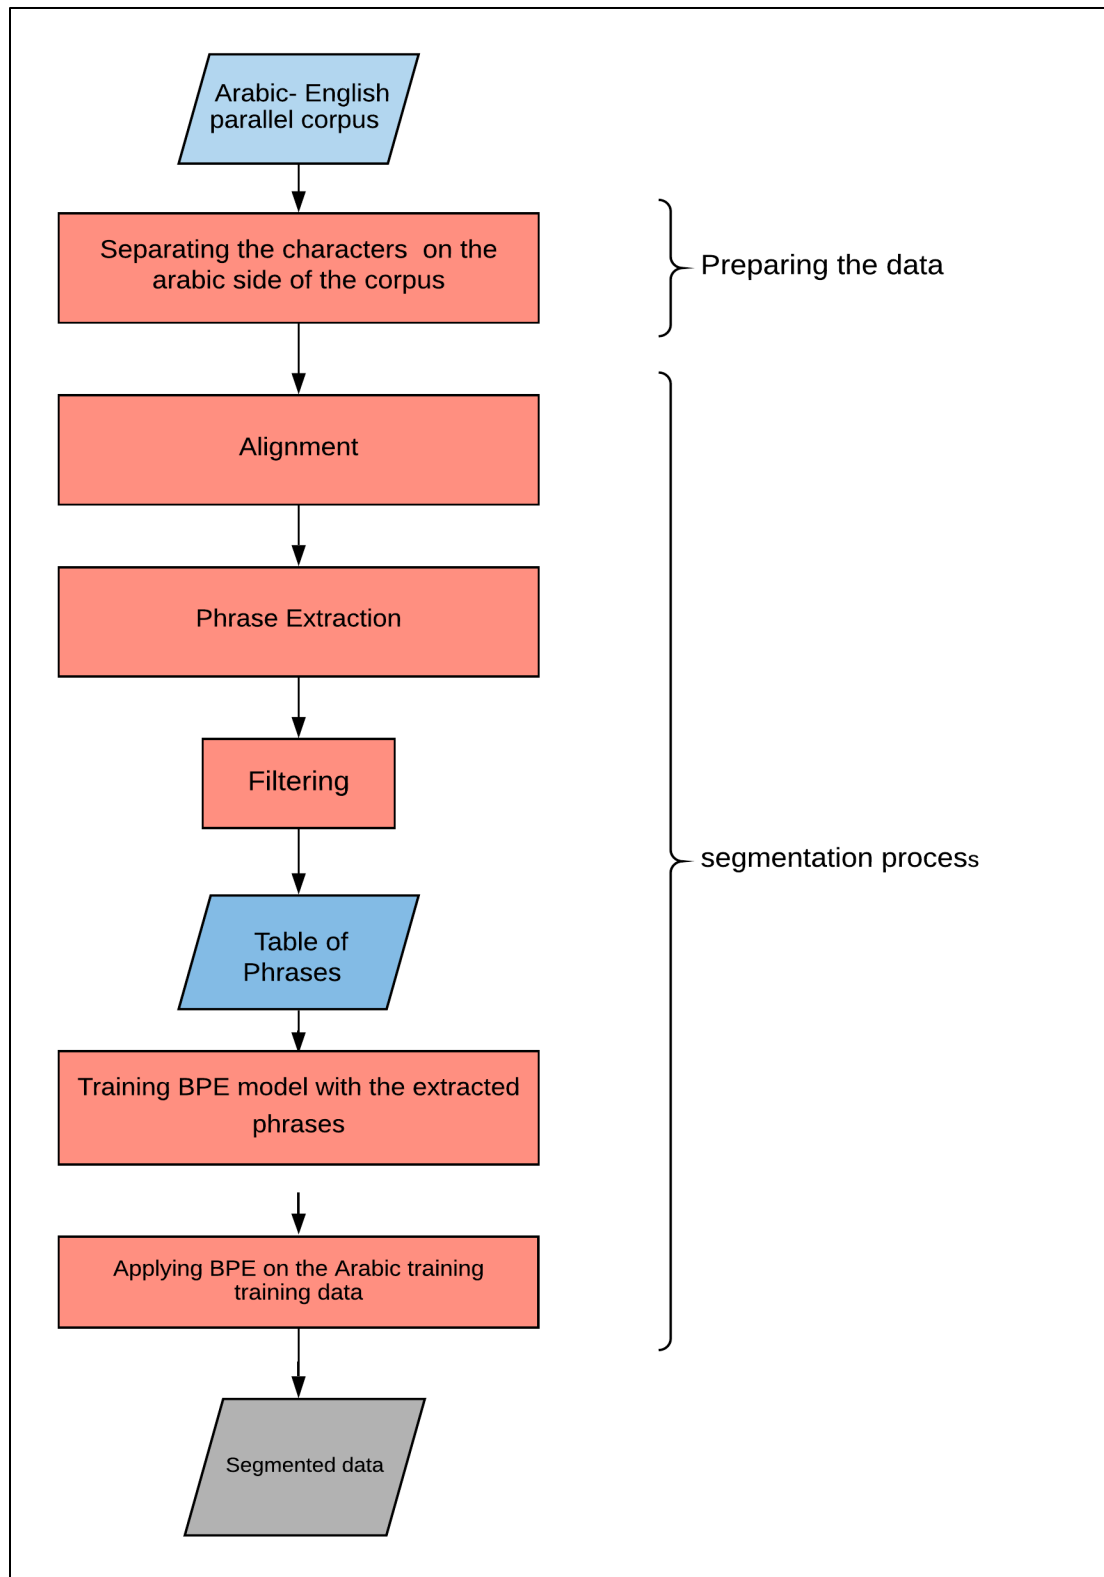 Arabic- English
parallel corpus
Separating the characters  on the
arabic side of the corpus
Preparing the data
Alignment
Phrase Extraction
Filtering
segmentation process
Table of
Phrases
Training BPE model with the extracted
phrases
Applying BPE on the Arabic training
training data
Segmented data